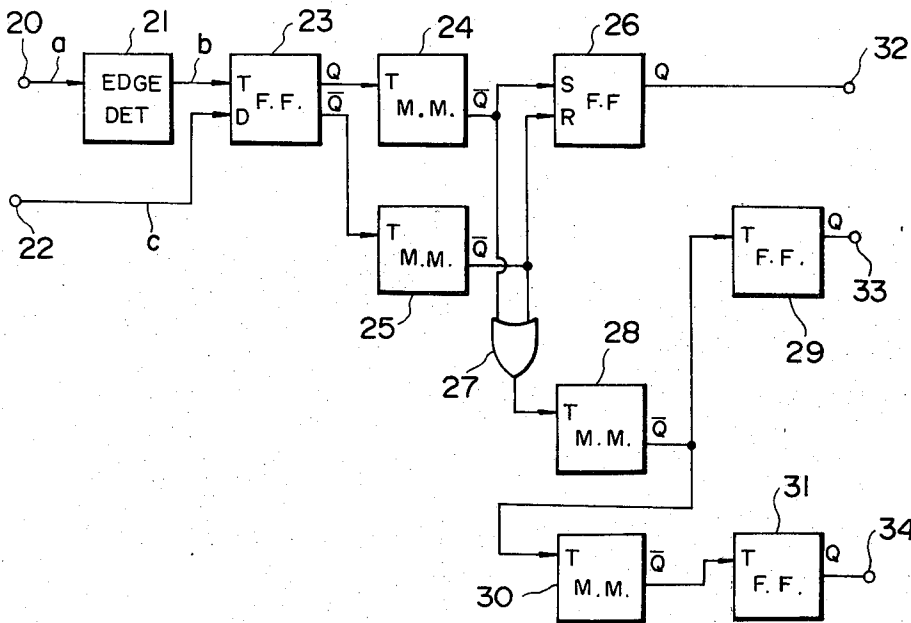 20
a
21
EDGE
DET
b
23
T
D
F.F.
Q
Q̅
24
T
M.M.
Q̅
26
S
R
F.F
Q
32
22
c
T
M.M.
Q̅
25
T
F.F.
Q
33
29
27
28
T
M.M.
Q̅
30
T
M.M.
Q̅
31
T
F.F.
Q
34